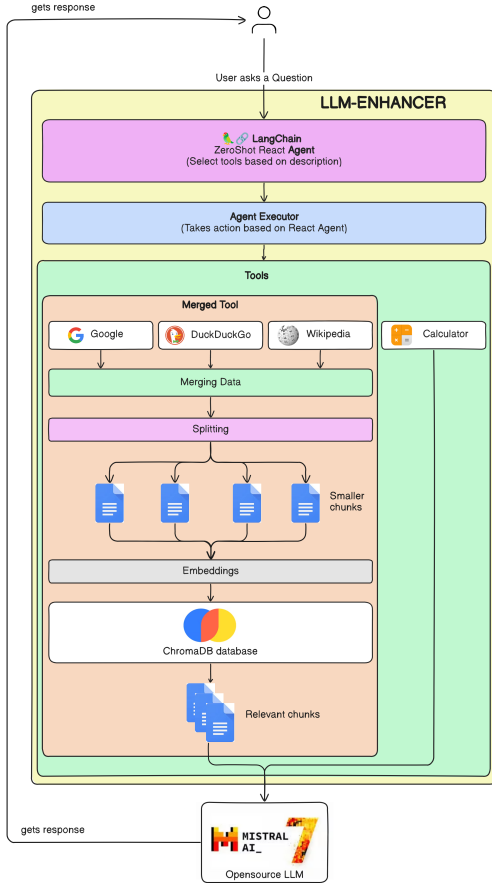 gets response
User asks a Question
LLM-ENHANCER
LangChain
ZeroShot React Agent
(Select tools based on description)
Agent Executor
(Takes action based on React Agent)
Tools
Merged Tool
Google
DuckDuckGo
Wikipedia
Calculator
Merging Data
Splitting
Smaller
chunks
Embeddings
ChromaDB database
Relevant chunks
gets response
MISTRAL
AI_
7
Opensource LLM